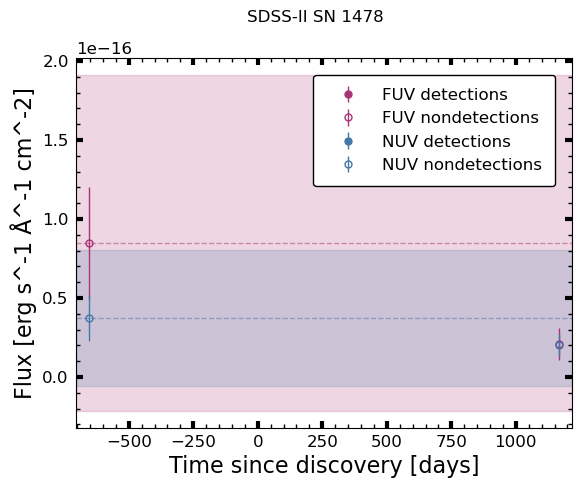 SDSS-II SN 1478
1e−16
2.0
1.5
1.0
0.5
0.0
Flux [erg s^-1 Å^-1 cm^-2]
FUV detections
FUV nondetections
NUV detections
NUV nondetections
−500 −250 0 250 500 750 1000
Time since discovery [days]